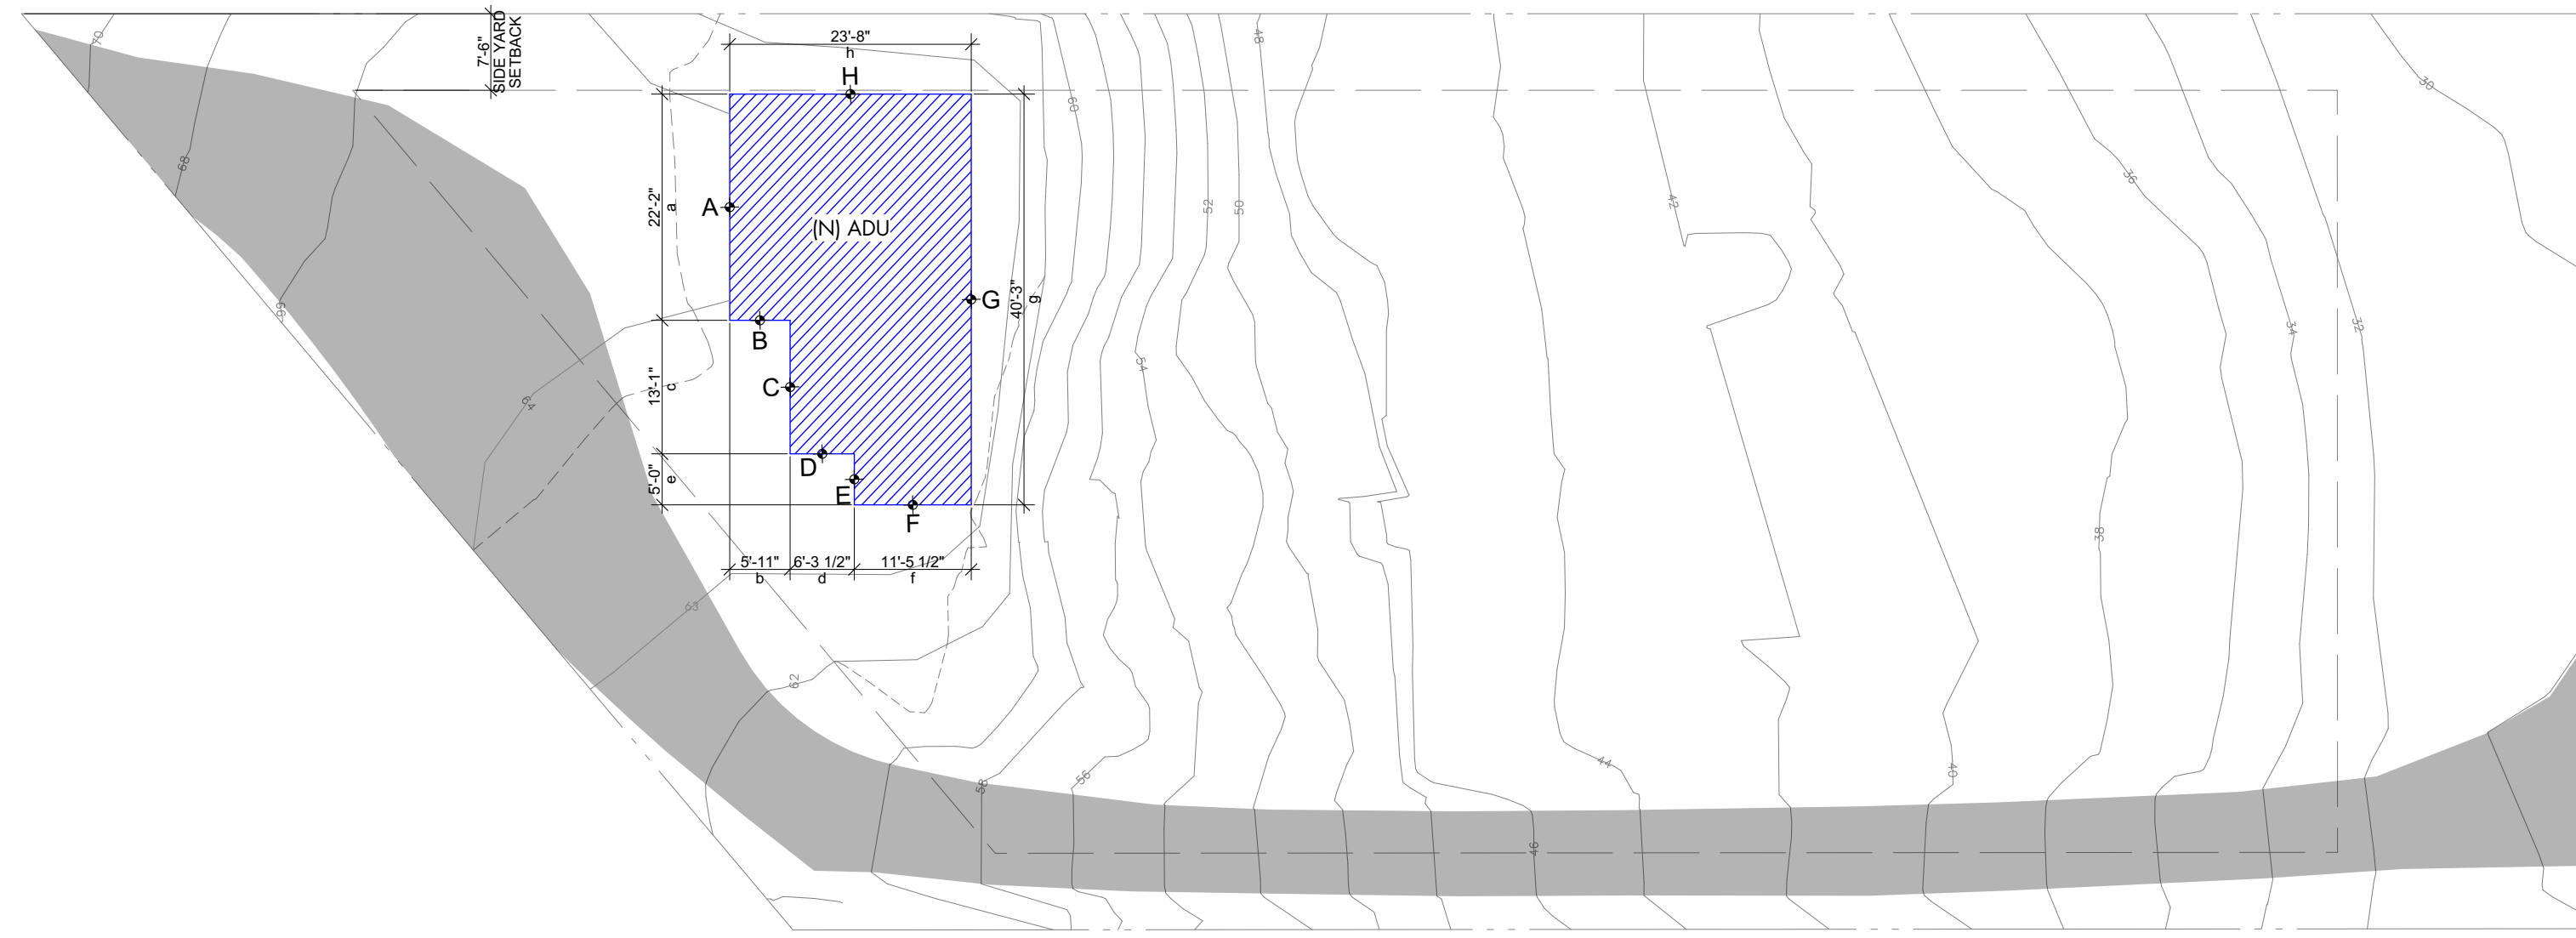 70
7'-6"
SIDE YARD
SETBACK
23'-8"
h
H
48
30
60
68
36
42
52
50
22'-2"
a
A
(N) ADU
66
40'-3"
g
G
34
32
B
54
13'-1"
c
C
64
D
5'-0"
e
E
F
38
5'-11"
b
6'-3 1/2"
d
11'-5 1/2"
f
63
62
44
40
56
58
46